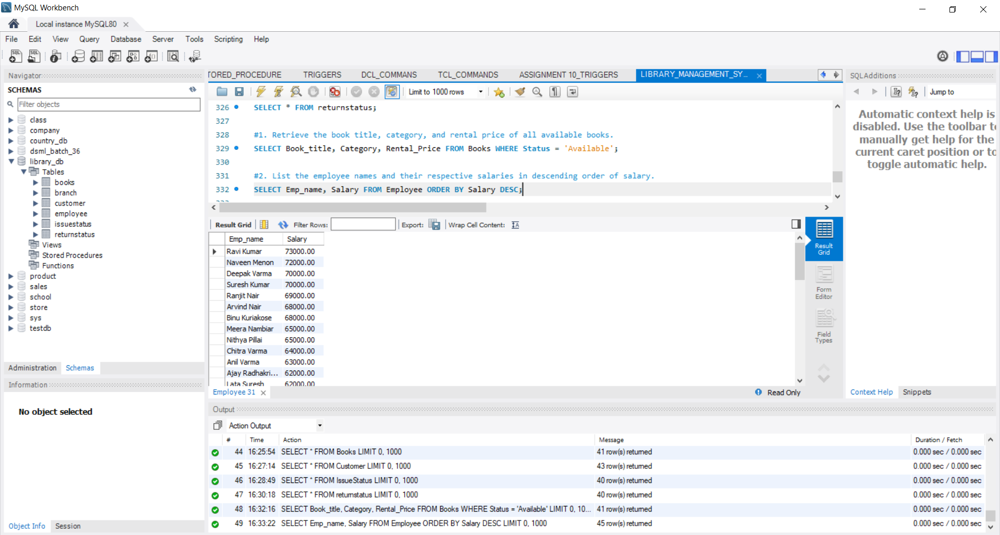 MySQL Workbench
Local instance MySQL80
File Edit View Query Database Server Tools Scripting Help
Navigator
SCHEMAS
Filter objects
class
company
country_db
dsml_batch_36
library_db
Tables
books
branch
customer
employee
issuestatus
returnstatus
Views
Stored Procedures
Functions
product
sales
school
store
sys
testdb
Administration Schemas
Information
No object selected
Object Info Session
TORED_PROCEDURE TRIGGERS DCL_COMMANS TCL_COMMANDS ASSIGNMENT 10_TRIGGERS LIBRARY_MANAGEMENT_SY...
Limit to 1000 rows
326 SELECT * FROM returnstatus;
327
328 #1. Retrieve the book title, category, and rental price of all available books.
329 SELECT Book_title, Category, Rental_Price FROM Books WHERE Status = 'Available';
330
331 #2. List the employee names and their respective salaries in descending order of salary.
332 SELECT Emp_name, Salary FROM Employee ORDER BY Salary DESC;
Result Grid Filter Rows: Export: Wrap Cell Content:
Emp_name Salary
Ravi Kumar 73000.00
Naveen Menon 72000.00
Deepak Varma 70000.00
Suresh Kumar 70000.00
Ranjit Nair 69000.00
Arvind Nair 68000.00
Binu Kuriakose 68000.00
Meera Nambiar 65000.00
Nithya Pillai 65000.00
Chitra Varma 64000.00
Anil Varma 63000.00
Ajay Radhakri... 62000.00
Lata Suresh 62000.00
Result Grid
Form Editor
Field Types
Employee 31
Read Only
SQLAdditions
Jump to
Automatic context help is
disabled. Use the toolbar to
manually get help for the
current caret position or to
toggle automatic help.
Context Help Snippets
Output
Action Output
# Time Action Message Duration / Fetch
44 16:25:54 SELECT * FROM Books LIMIT 0, 1000 41 row(s) returned 0.000 sec / 0.000 sec
45 16:27:14 SELECT * FROM Customer LIMIT 0, 1000 43 row(s) returned 0.000 sec / 0.000 sec
46 16:28:49 SELECT * FROM IssueStatus LIMIT 0, 1000 40 row(s) returned 0.000 sec / 0.000 sec
47 16:30:18 SELECT * FROM returnstatus LIMIT 0, 1000 40 row(s) returned 0.000 sec / 0.000 sec
48 16:32:16 SELECT Book_title, Category, Rental_Price FROM Books WHERE Status = 'Available' LIMIT 0, 10... 41 row(s) returned 0.000 sec / 0.000 sec
49 16:33:22 SELECT Emp_name, Salary FROM Employee ORDER BY Salary DESC LIMIT 0, 1000 45 row(s) returned 0.000 sec / 0.000 sec